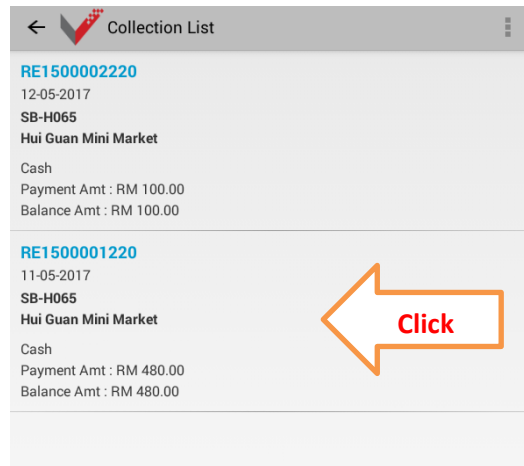 Collection List
RE1500002220
12-05-2017
SB-H065
Hui Guan Mini Market
Cash
Payment Amt : RM 100.00
Balance Amt : RM 100.00
RE1500001220
11-05-2017
SB-H065
Hui Guan Mini Market
Click
Cash
Payment Amt : RM 480.00
Balance Amt : RM 480.00